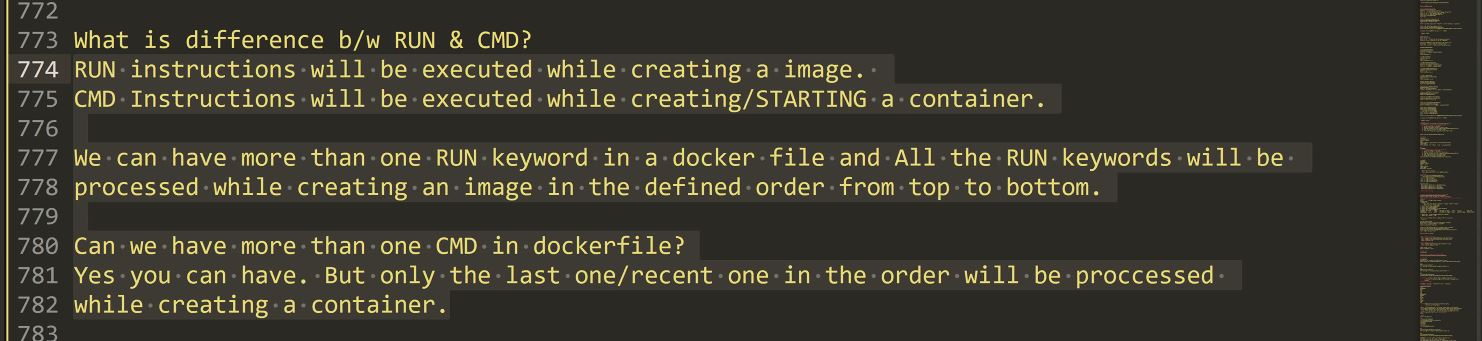 772
773 What is difference b/w RUN & CMD?
774 RUN instructions will be executed while creating a image.
775 CMD Instructions will be executed while creating/STARTING a container.
776
777 We can have more than one RUN keyword in a docker file and All the RUN keywords will be
778 processed while creating an image in the defined order from top to bottom.
779
780 Can we have more than one CMD in dockerfile?
781 Yes you can have. But only the last one/recent one in the order will be proccessed
782 while creating a container.
783